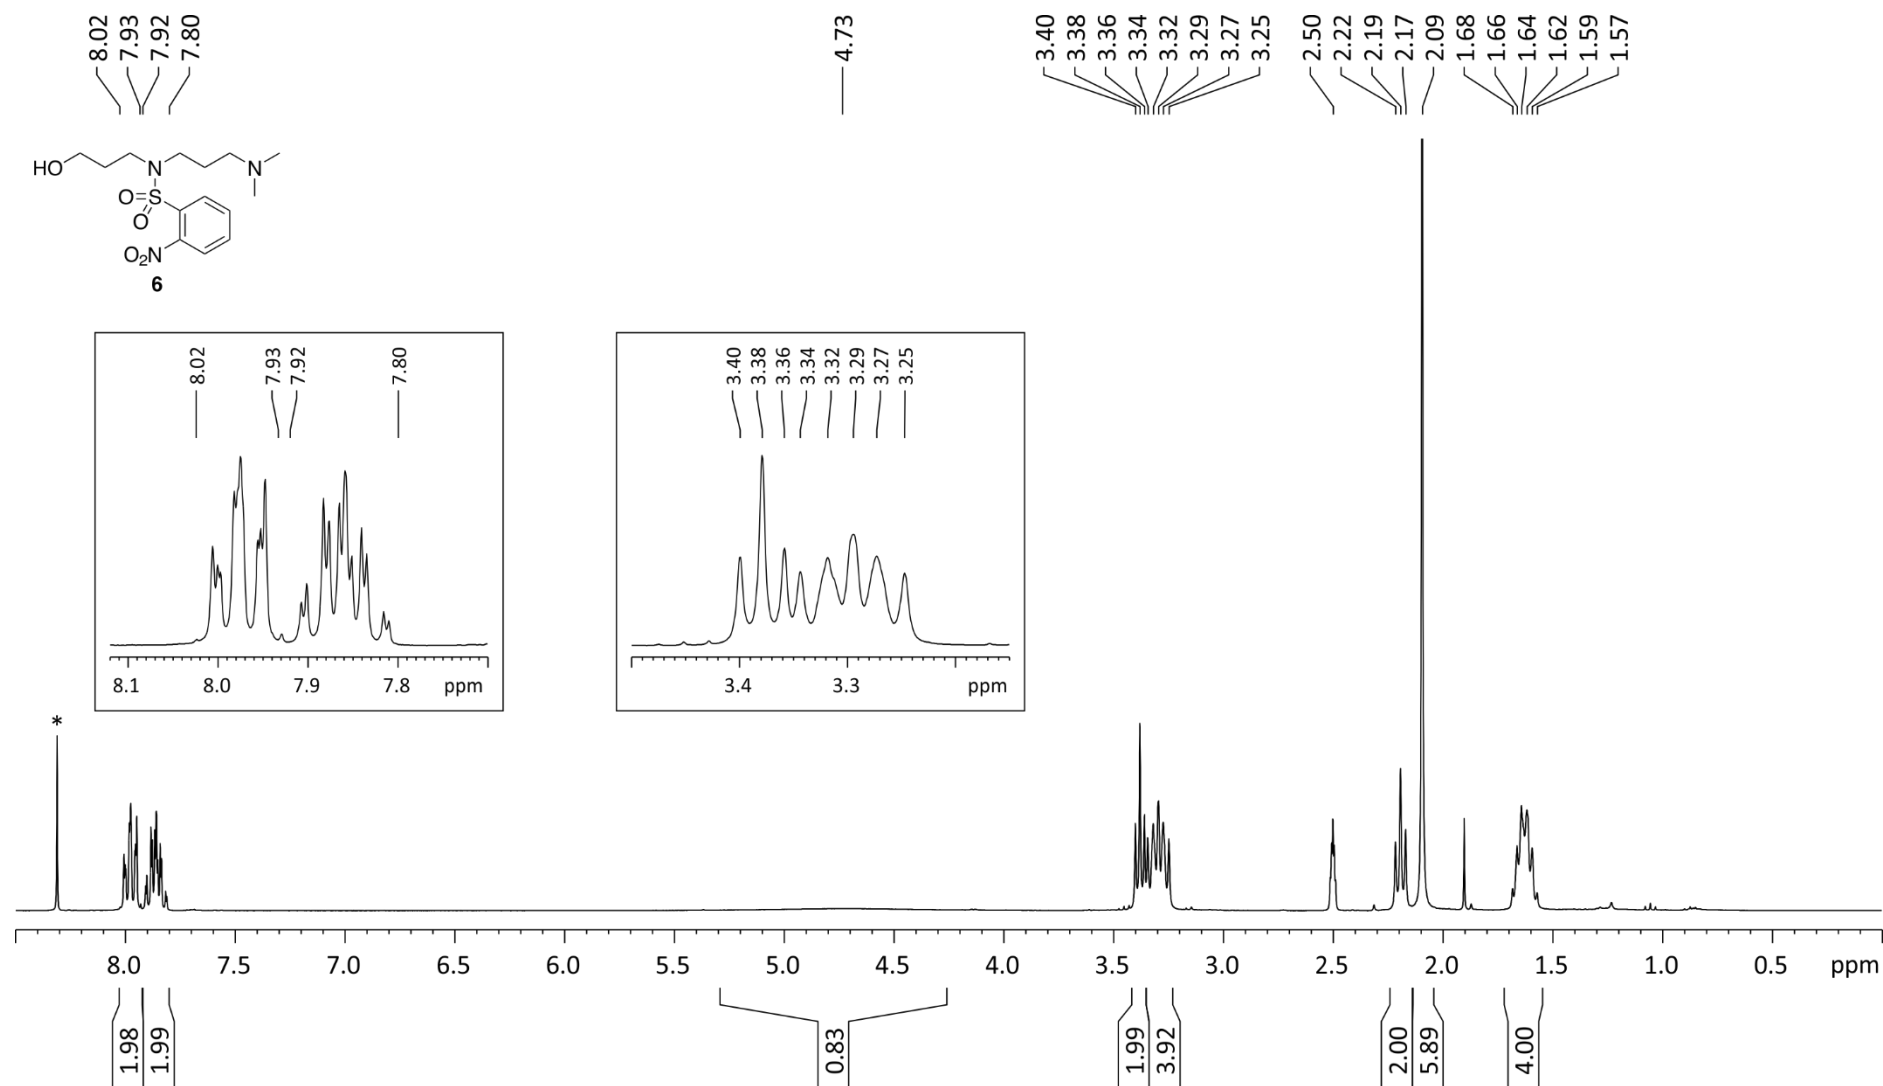 8.02 7.93 7.92 7.80 4.73 3.40 3.38 3.36 3.34 3.32 3.29 3.27 3.25 2.50 2.22 2.19 2.17 2.09 1.68 1.66 1.64 1.62 1.59 1.57
HO N N
O=S
O
O2N
6
8.02 7.93 7.92 7.80
8.1 8.0 7.9 7.8 ppm
3.40 3.38 3.36 3.34 3.32 3.29 3.27 3.25
3.4 3.3 ppm
*
8.0 7.5 7.0 6.5 6.0 5.5 5.0 4.5 4.0 3.5 3.0 2.5 2.0 1.5 1.0 0.5 ppm
1.98 1.99 0.83 1.99 3.92 2.00 5.89 4.00